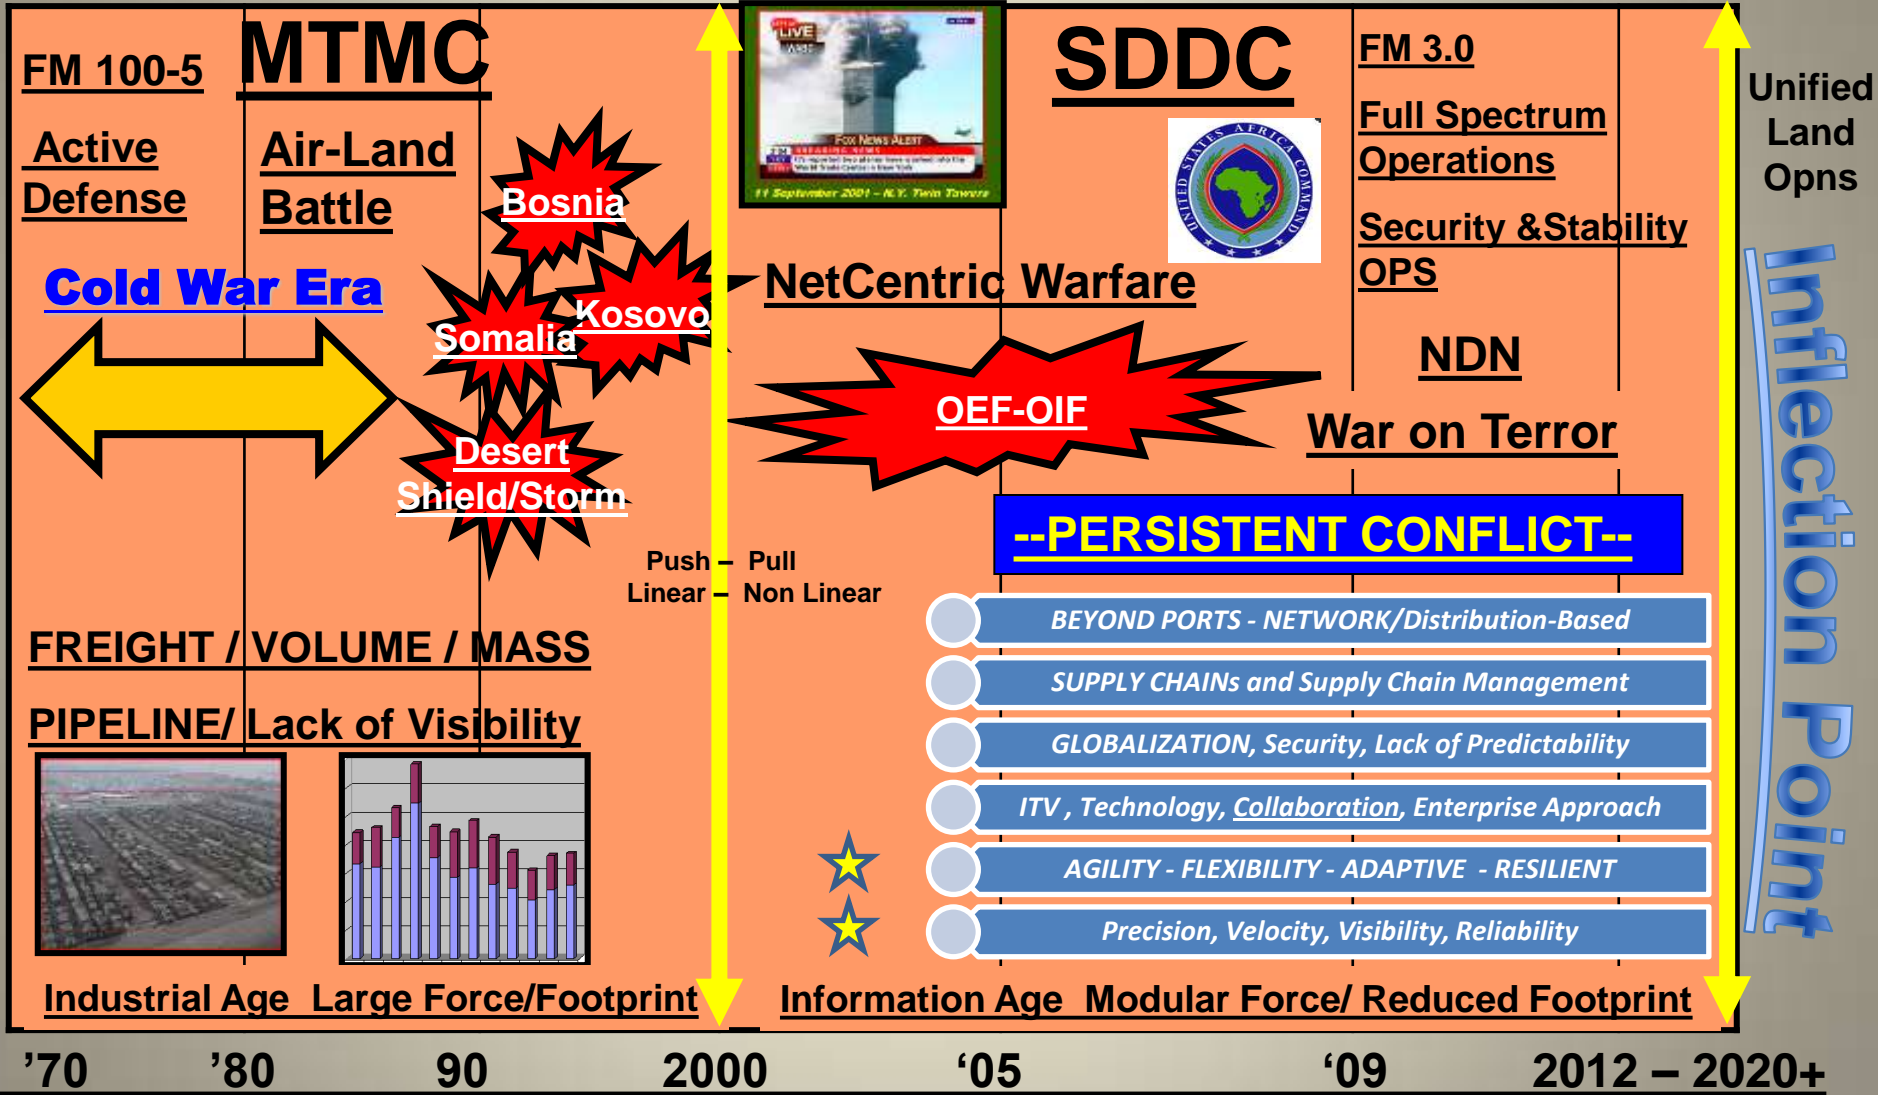 MTMC
FM 100-5
Active
Defense
Air-Land
Battle
Cold War Era
Bosnia
Somalia
Kosovo
Desert
Shield/Storm
Push – Pull
Linear – Non Linear
FREIGHT / VOLUME / MASS
PIPELINE/ Lack of Visibility
Industrial Age Large Force/Footprint
LIVE
FOX NEWS ALERT
11 September 2001 – N.Y. Twin Towers
SDDC
UNITED STATES AFRICA COMMAND
FM 3.0
Full Spectrum
Operations
Security &Stability
OPS
NetCentric Warfare
OEF-OIF
NDN
War on Terror
--PERSISTENT CONFLICT--
BEYOND PORTS - NETWORK/Distribution-Based
SUPPLY CHAINs and Supply Chain Management
GLOBALIZATION, Security, Lack of Predictability
ITV , Technology, Collaboration, Enterprise Approach
AGILITY - FLEXIBILITY - ADAPTIVE - RESILIENT
Precision, Velocity, Visibility, Reliability
Information Age Modular Force/ Reduced Footprint
Unified
Land
Opns
Inflection Point
’70 ’80 90 2000 ‘05 ‘09 2012 – 2020+